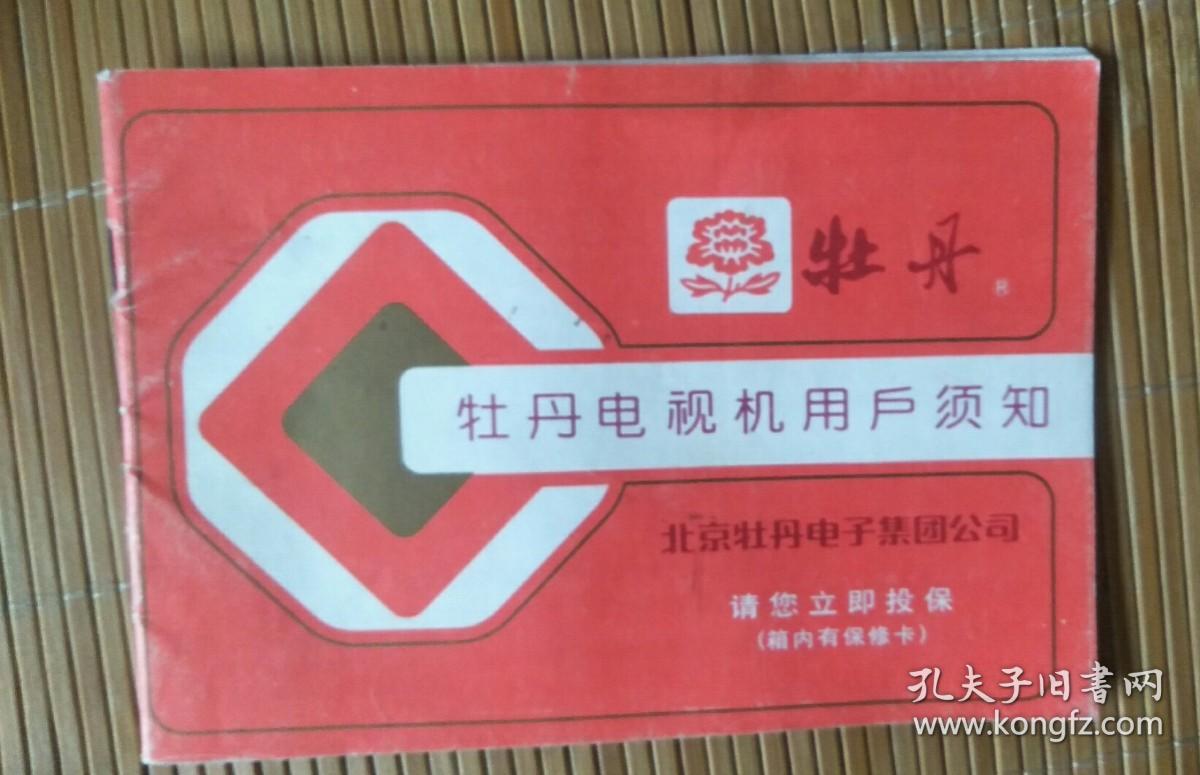 牡丹®
牡丹电视机用戶须知
北京牡丹电子集团公司
请您立即投保
(箱内有保修卡)
孔夫子旧書网
www.kongfz.com